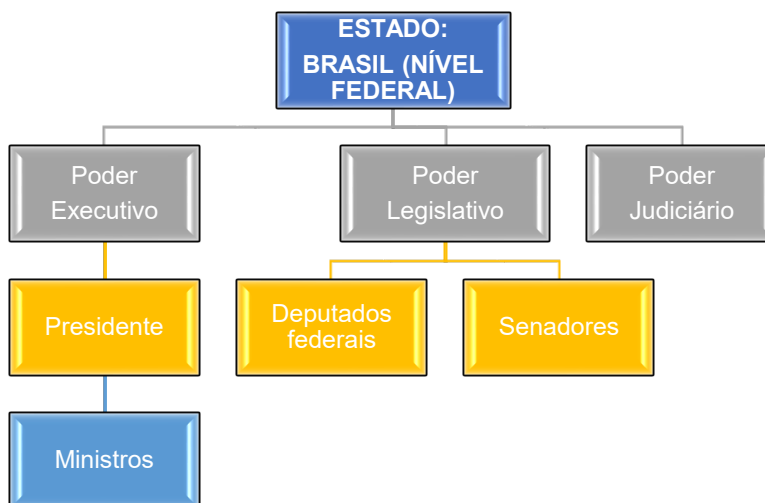 ESTADO:
BRASIL (NÍVEL
FEDERAL)
Poder
Executivo
Poder
Legislativo
Poder
Judiciário
Presidente
Deputados
federais
Senadores
Ministros